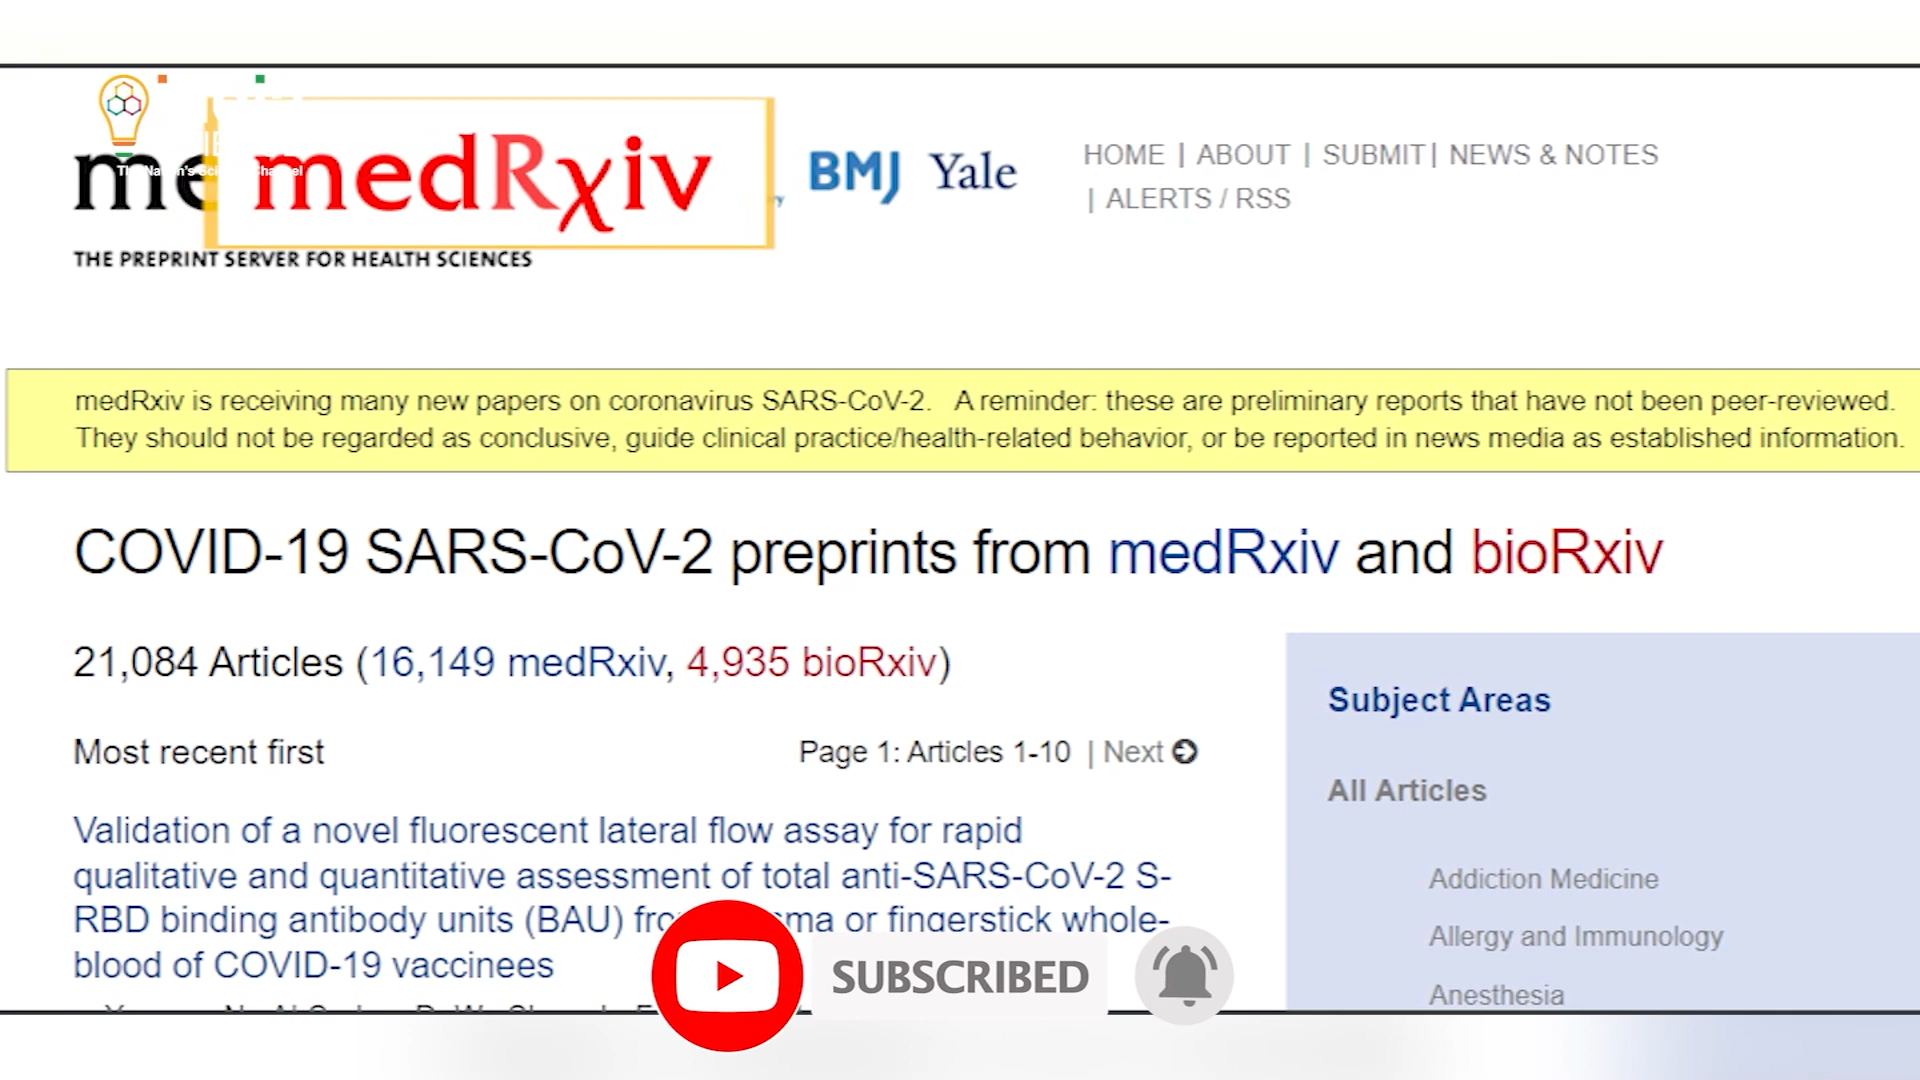 me
medRχiv
The Nation's Science Channel
BMJ Yale
HOME | ABOUT | SUBMIT | NEWS & NOTES
| ALERTS / RSS
THE PREPRINT SERVER FOR HEALTH SCIENCES
medRxiv is receiving many new papers on coronavirus SARS-CoV-2. A reminder: these are preliminary reports that have not been peer-reviewed.
They should not be regarded as conclusive, guide clinical practice/health-related behavior, or be reported in news media as established information.
COVID-19 SARS-CoV-2 preprints from medRxiv and bioRxiv
21,084 Articles (16,149 medRxiv, 4,935 bioRxiv)
Most recent first
Page 1: Articles 1-10 | Next
Validation of a novel fluorescent lateral flow assay for rapid
qualitative and quantitative assessment of total anti-SARS-CoV-2 S-
RBD binding antibody units (BAU) or fingerstick whole-
blood of COVID-19 vaccinees
Subject Areas
All Articles
Addiction Medicine
Allergy and Immunology
Anesthesia
SUBSCRIBED